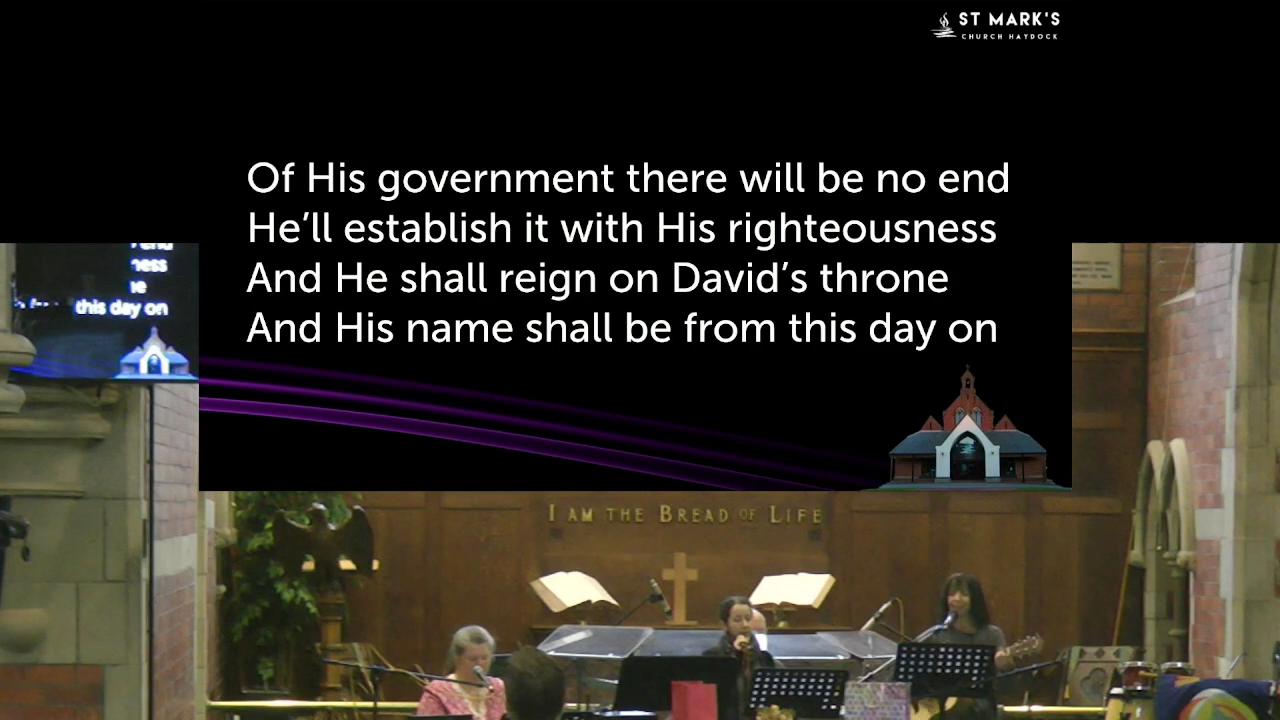 ST MARK'S
CHURCH HAYDOCK
Of His government there will be no end
He’ll establish it with His righteousness
And He shall reign on David’s throne
And His name shall be from this day on
this day on
I AM THE BREAD OF LIFE